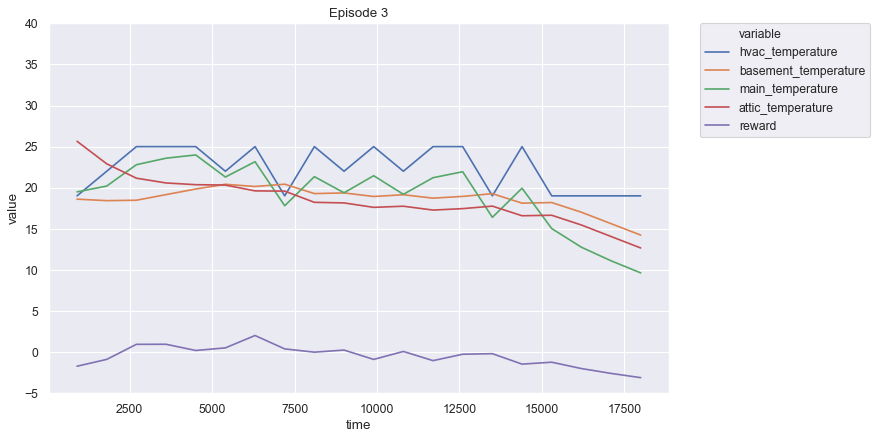 Episode 3
variable
hvac_temperature
basement_temperature
main_temperature
attic_temperature
reward
value
40
35
30
25
20
15
10
5
0
−5
2500
5000
7500
10000
12500
15000
17500
time